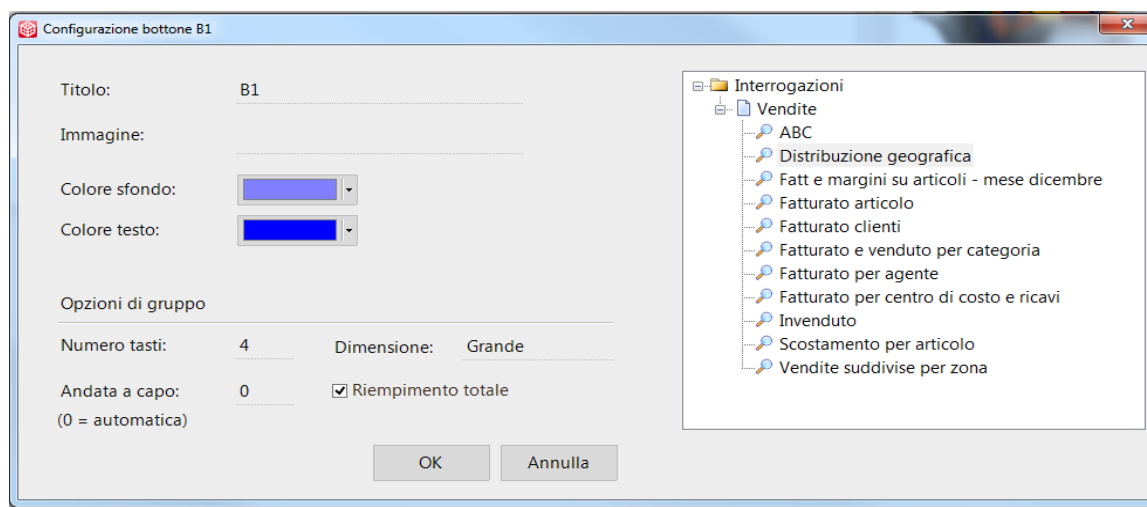 Configurazione bottone B1
Titolo: B1
Immagine:
Colore sfondo:
Colore testo:
Opzioni di gruppo
Numero tasti: 4 Dimensione: Grande
Andata a capo: 0 Riempimento totale
(0 = automatica)
OK Annulla
Interrogazioni
Vendite
ABC
Distribuzione geografica
Fatt e margini su articoli - mese dicembre
Fatturato articolo
Fatturato clienti
Fatturato e venduto per categoria
Fatturato per agente
Fatturato per centro di costo e ricavi
Invenduto
Scostamento per articolo
Vendite suddivise per zona